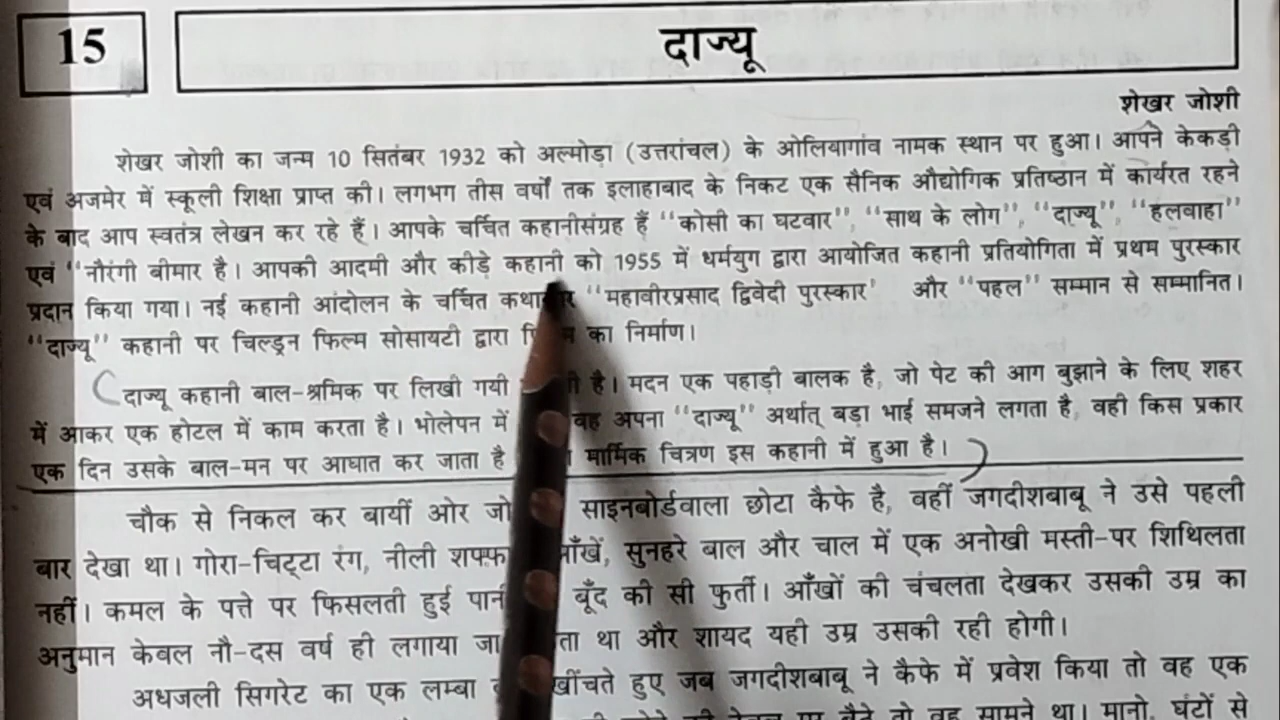 15
दाज्यू
शेखर जोशी
शेखर जोशी का जन्म 10 सितंबर 1932 को अल्मोड़ा (उत्तरांचल) के ओलियागांव नामक स्थान पर हुआ। आपने केकड़ी
एवं अजमेर में स्कूली शिक्षा प्राप्त की। लगभग तीस वर्षों तक इलाहाबाद के निकट एक सैनिक औद्योगिक प्रतिष्ठान में कार्यरत रहने
के बाद आप स्वतंत्र लेखन कर रहे हैं। आपके चर्चित कहानीसंग्रह हैं ''कोसी का घटवार'', ''साथ के लोग'', ''दाज्यू'', ''हलवाहा''
एवं ''नौरंगी बीमार है। आपकी आदमी और कीड़े कहानी को 1955 में धर्मयुग द्वारा आयोजित कहानी प्रतियोगिता में प्रथम पुरस्कार
प्रदान किया गया। नई कहानी आंदोलन के चर्चित ''महावीरप्रसाद द्विवेदी पुरस्कार' और ''पहल'' सम्मान से सम्मानित।
''दाज्यू'' कहानी पर चिल्ड्रन फिल्म सोसायटी द्वारा का निर्माण।
दाज्यू कहानी बाल-श्रमिक पर लिखी गयी है। मदन एक पहाड़ी बालक है, जो पेट की आग बुझाने के लिए शहर
में आकर एक होटल में काम करता है। भोलेपन में वह अपना ''दाज्यू'' अर्थात् बड़ा भाई समजने लगता है, वही किस प्रकार
एक दिन उसके बाल-मन पर आघात कर जाता है मार्मिक चित्रण इस कहानी में हुआ है।
चौक से निकल कर बायीं ओर जो साइनबोर्डवाला छोटा कैफे है, वहीं जगदीशबाबू ने उसे पहली
बार देखा था। गोरा-चिट्टा रंग, नीली आँखें, सुनहरे बाल और चाल में एक अनोखी मस्ती-पर शिथिलता
नहीं। कमल के पत्ते पर फिसलती हुई बूँद की सी फुर्ती। आँखों की चंचलता देखकर उसकी उम्र का
अनुमान केवल नौ-दस वर्ष ही लगाया था और शायद यही उम्र उसकी रही होगी।
अधजली सिगरेट का एक लम्बा खींचते हुए जब जगदीशबाबू ने कैफे में प्रवेश किया तो वह एक
पर बैठे तो वह सामने था। मानो, घंटों से